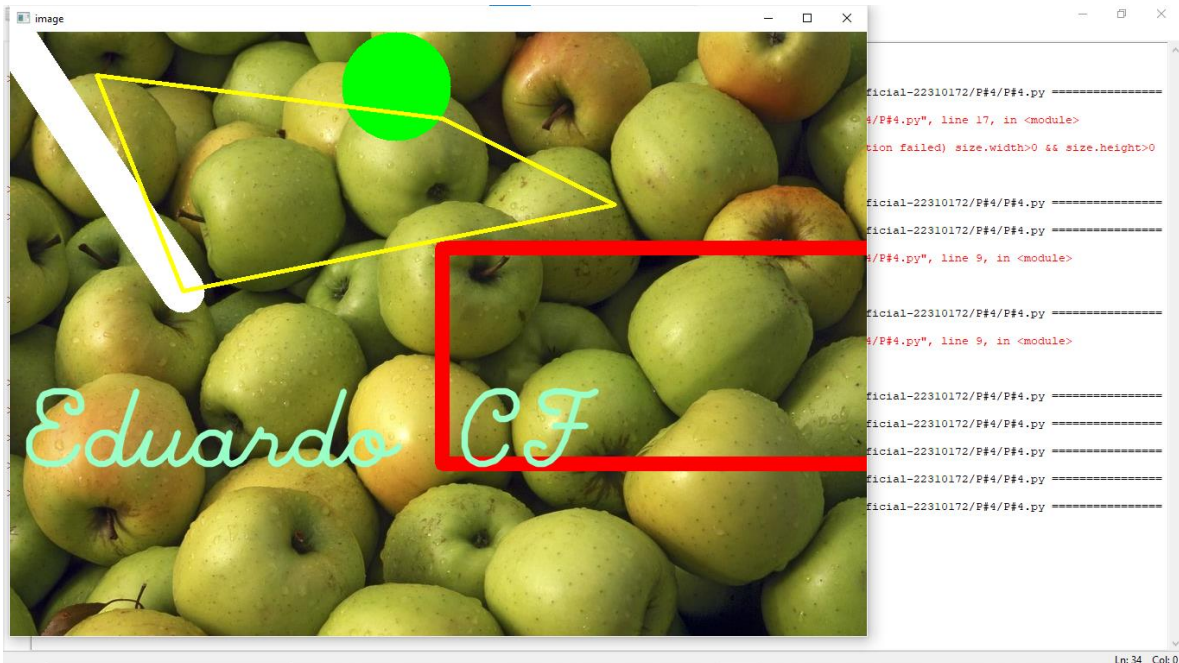 image
ficial-22310172/P#4/P#4.py ================
4/P#4.py", line 17, in <module>
tion failed) size.width>0 && size.height>0
ficial-22310172/P#4/P#4.py ================
ficial-22310172/P#4/P#4.py ================
4/P#4.py", line 9, in <module>
ficial-22310172/P#4/P#4.py ================
4/P#4.py", line 9, in <module>
ficial-22310172/P#4/P#4.py ================
ficial-22310172/P#4/P#4.py ================
ficial-22310172/P#4/P#4.py ================
ficial-22310172/P#4/P#4.py ================
ficial-22310172/P#4/P#4.py ================
Eduardo CF
Ln: 34 Col: 0